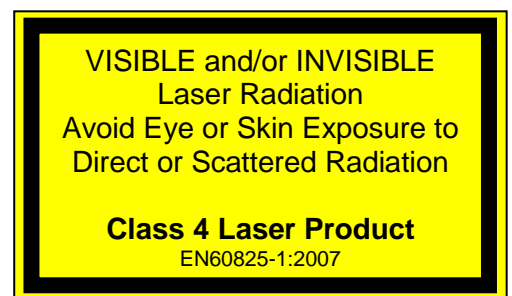 VISIBLE and/or INVISIBLE
Laser Radiation
Avoid Eye or Skin Exposure to
Direct or Scattered Radiation
Class 4 Laser Product
EN60825-1:2007